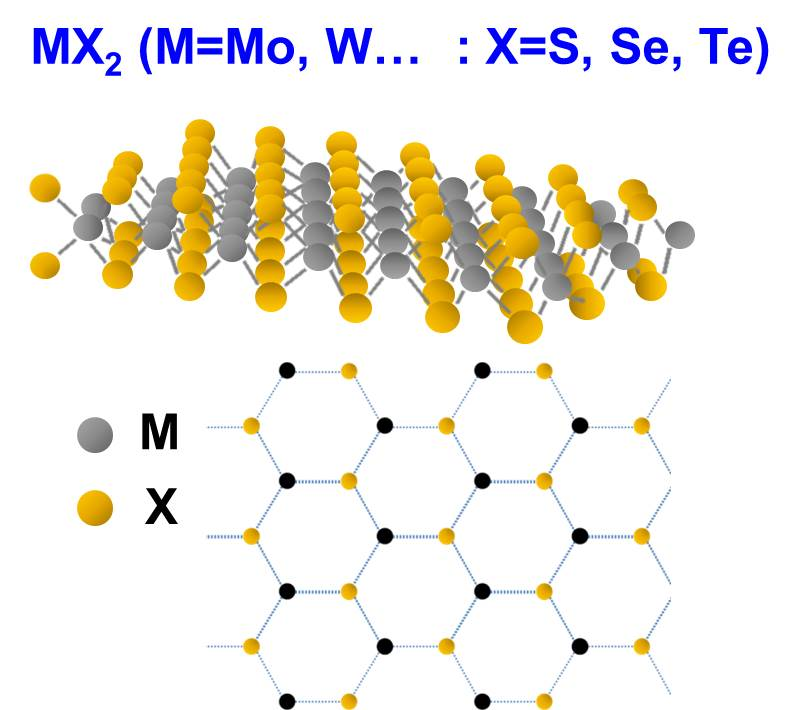 MX₂ (M=Mo, W… : X=S, Se, Te)
M
X